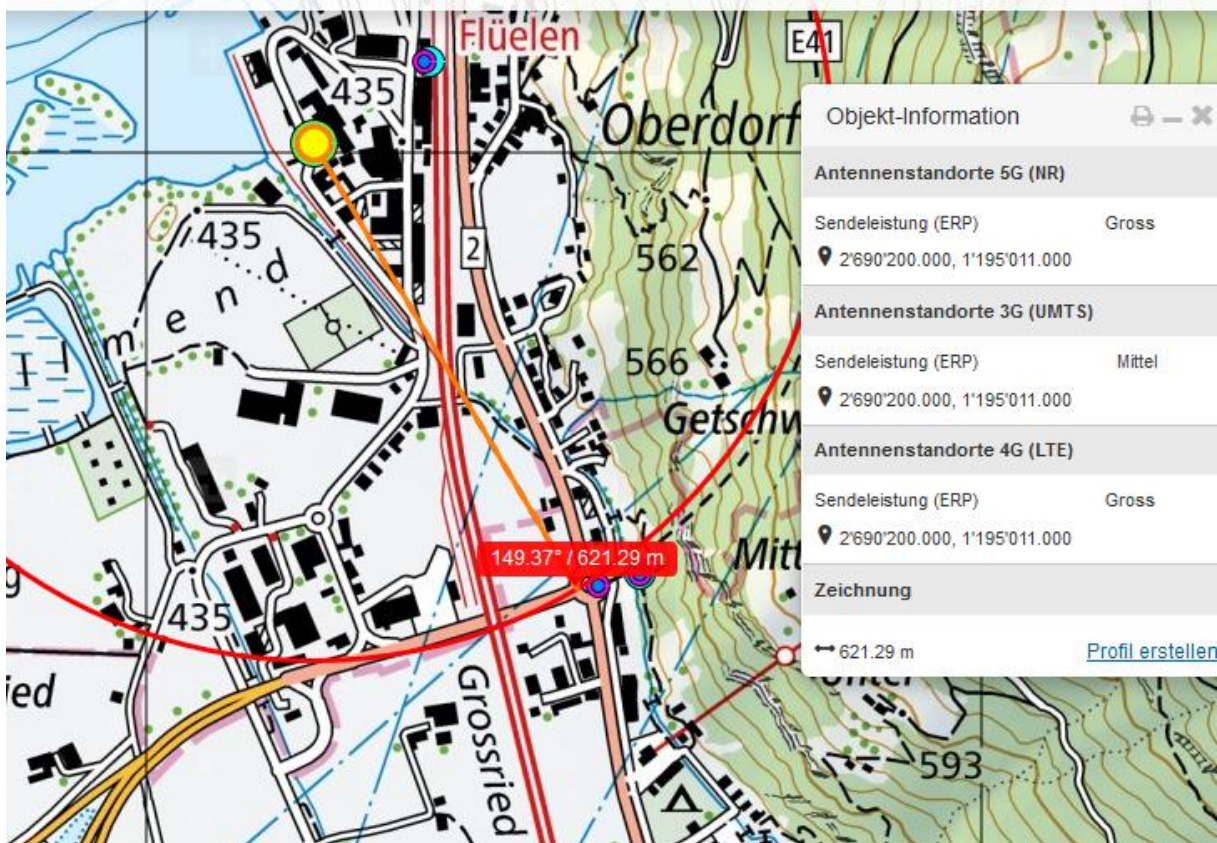 Flüelen
E41
435
Oberdorf
435
mend
2
562
566
Getschw
149.37° / 621.29 m
Mitt
g
435
ied
Grossried
593
Objekt-Information
Antennenstandorte 5G (NR)
Sendeleistung (ERP) Gross
2'690'200.000, 1'195'011.000
Antennenstandorte 3G (UMTS)
Sendeleistung (ERP) Mittel
2'690'200.000, 1'195'011.000
Antennenstandorte 4G (LTE)
Sendeleistung (ERP) Gross
2'690'200.000, 1'195'011.000
Zeichnung
621.29 m Profil erstellen